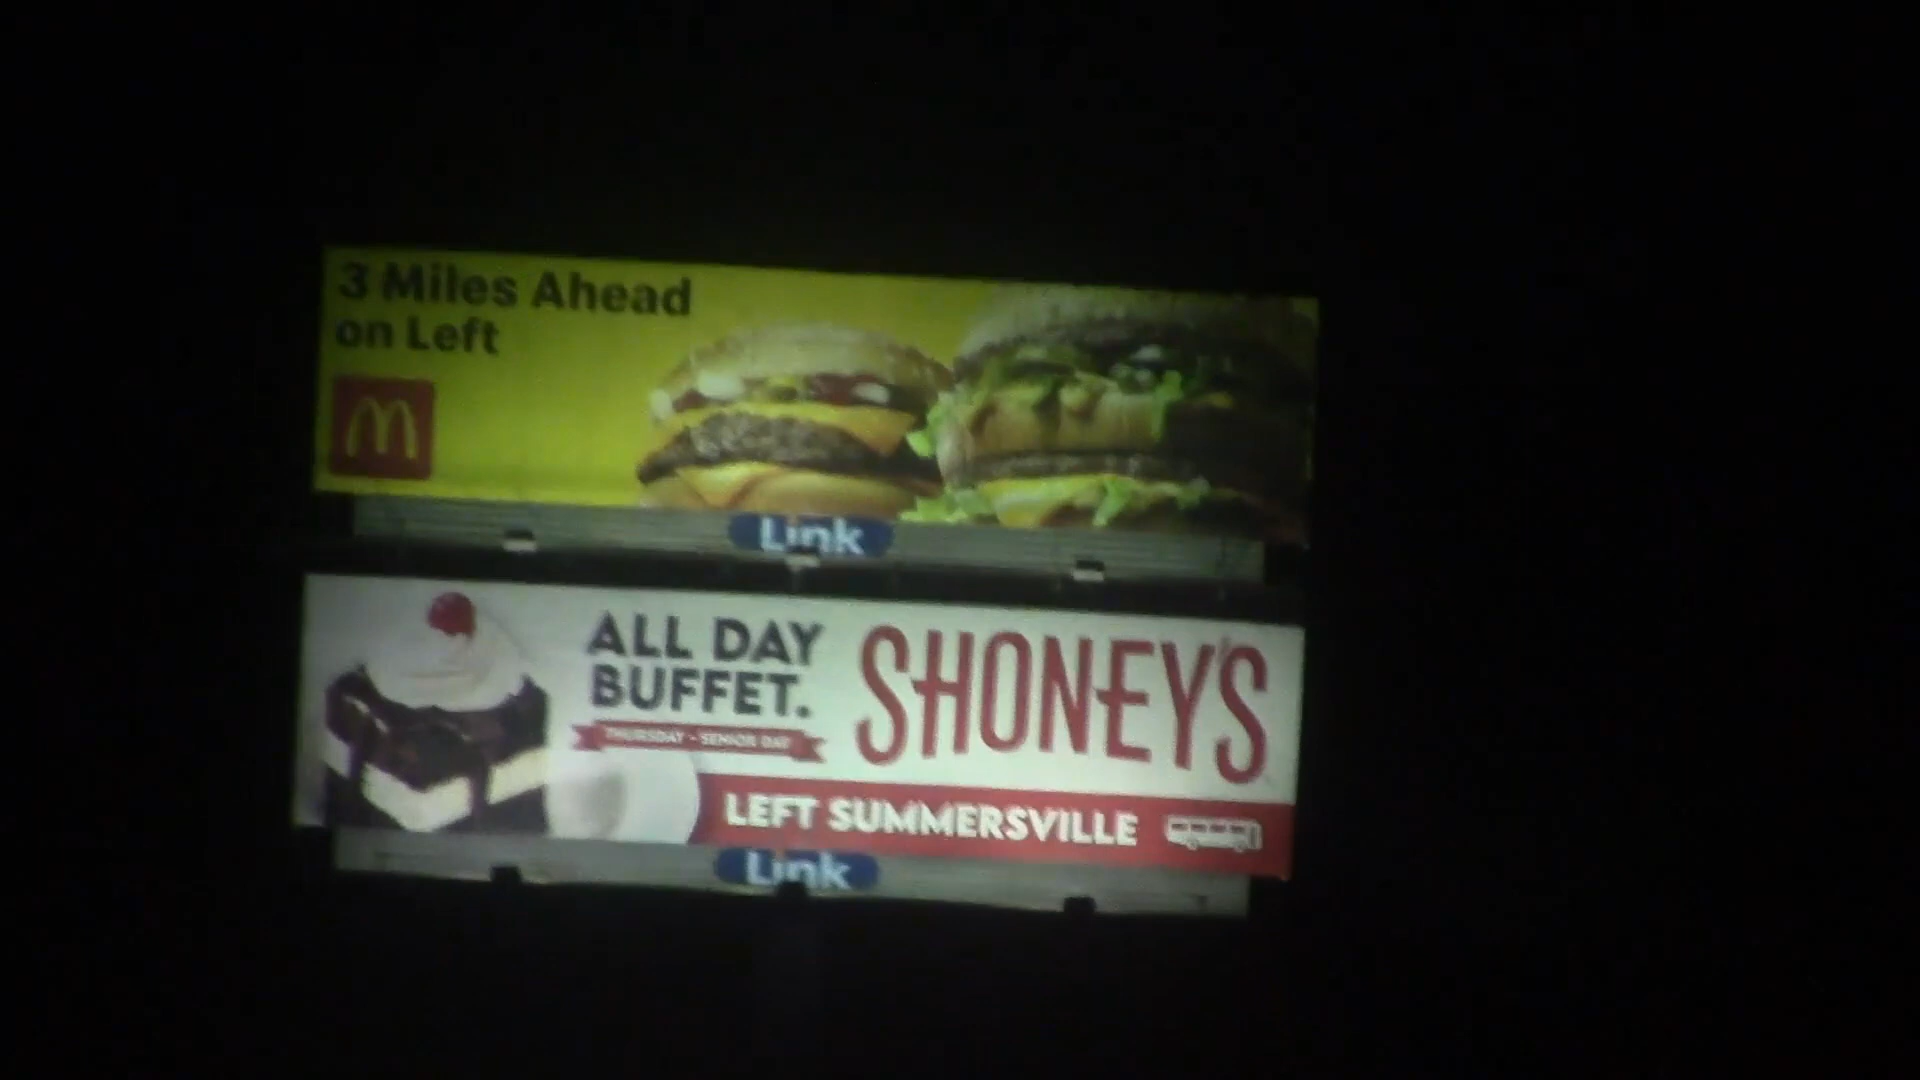 3 Miles Ahead
on Left
Link
ALL DAY
BUFFET.
THURSDAY - SENIOR DAY
SHONEY'S
LEFT SUMMERSVILLE
Link